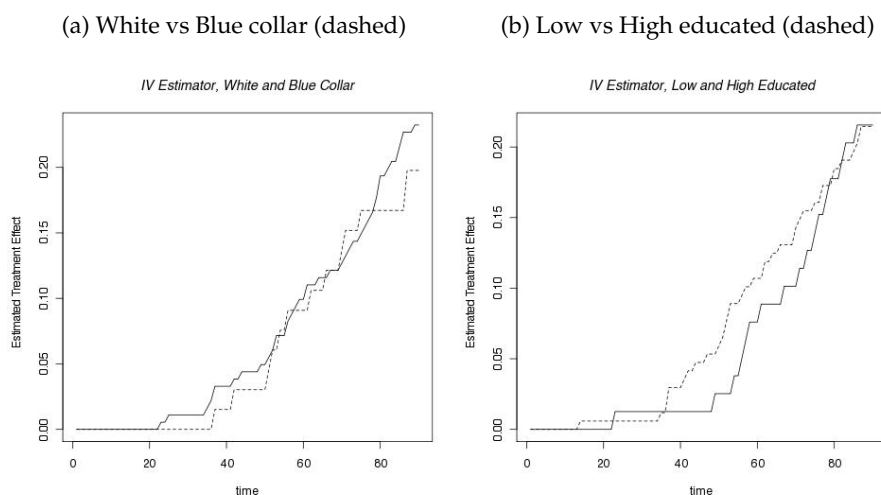 (a) White vs Blue collar (dashed)
IV Estimator, White and Blue Collar
Estimated Treatment Effect
0.20
0.15
0.10
0.05
0.00
0 20 40 60 80
time
(b) Low vs High educated (dashed)
IV Estimator, Low and High Educated
Estimated Treatment Effect
0.20
0.15
0.10
0.05
0.00
0 20 40 60 80
time